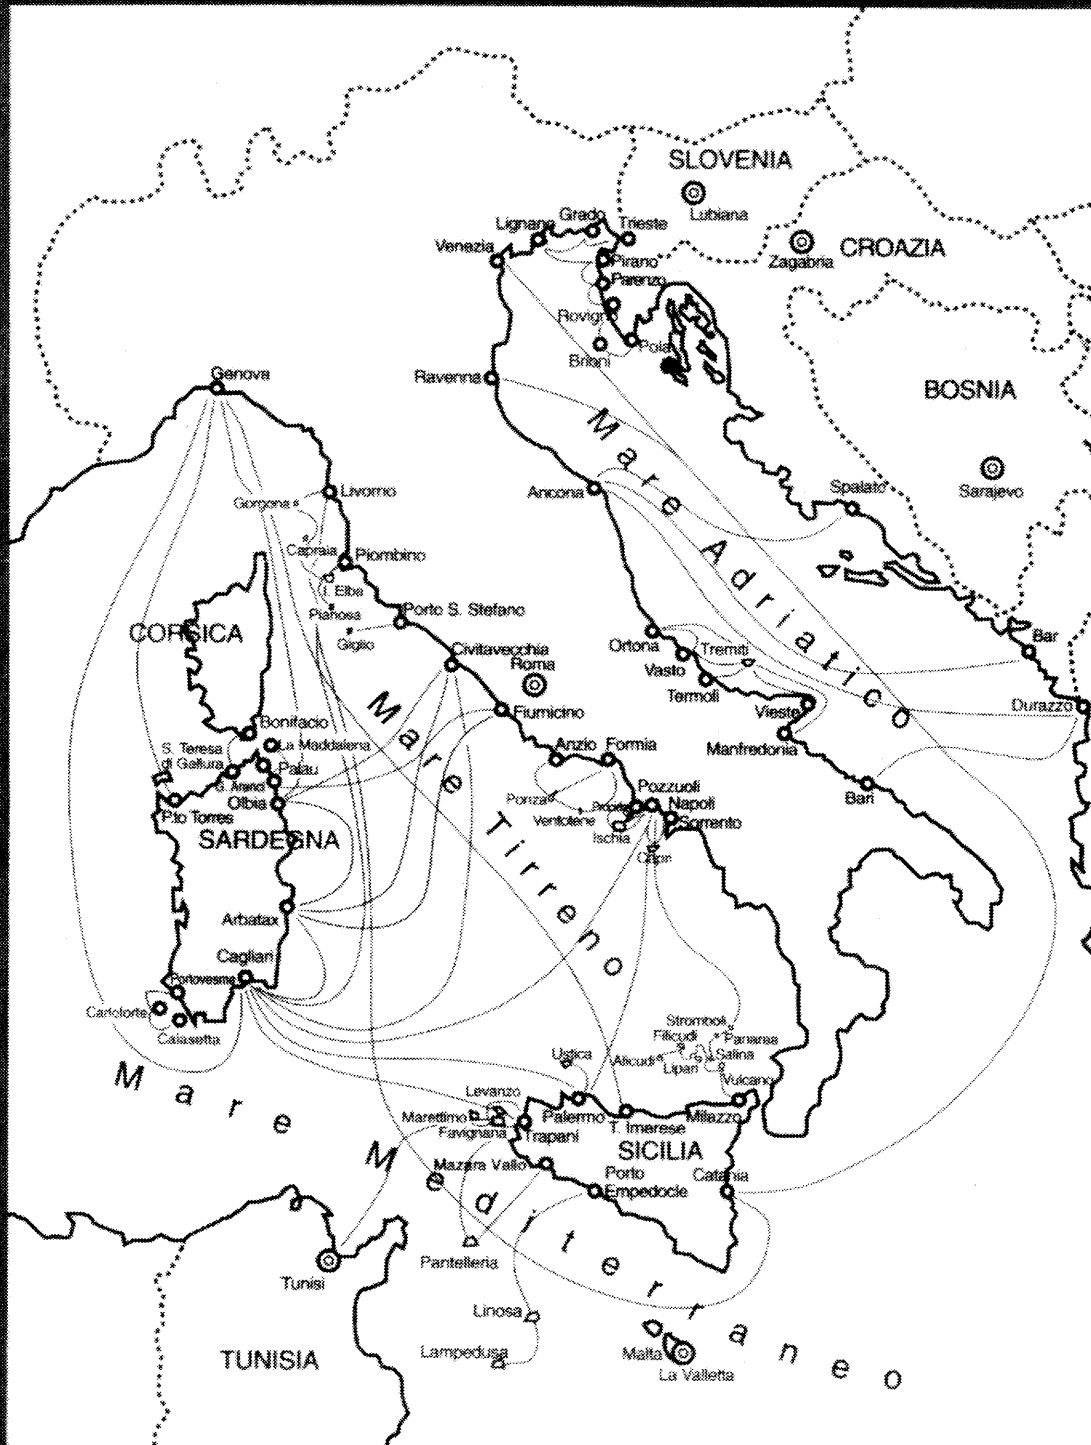 SLOVENIA
Lubiana
Grado
Trieste
Lignano
Venezia
Zagabria
CROAZIA
Pirano
Parenzo
Rovigno
Brioni
Pola
Genova
Ravenna
BOSNIA
Mare Adriatico
Gorgona
Livorno
Ancona
Spalato
Sarajevo
Capraia
Piombino
I. Elba
Pianosa
Porto S. Stefano
CORSICA
Giglio
Civitavecchia
Roma
Ortona
Tremiti
Bar
Vasto
Termoli
Mare Tirreno
Fiumicino
Vieste
Durazzo
Bonifacio
La Maddalena
S. Teresa
di Gallura
Palau
G. Aranci
Olbia
Anzio
Formia
Manfredonia
P.to Torres
SARDEGNA
Ponza
Ventotene
Pozzuoli
Napoli
Sorrento
Ischia
Capri
Bari
Arbatax
Cagliari
Portovesme
Carloforte
Calasetta
Stromboli
Filicudi
Panarea
Alicudi
Salina
Lipari
Vulcano
Ustica
Mare Mediterraneo
Levanzo
Marettimo
Favignana
Trapani
Palermo
T. Imerese
Milazzo
SICILIA
Mazara Vallo
Porto
Empedocle
Catania
Tunisi
Pantelleria
Linosa
Lampedusa
Malta
La Valletta
TUNISIA